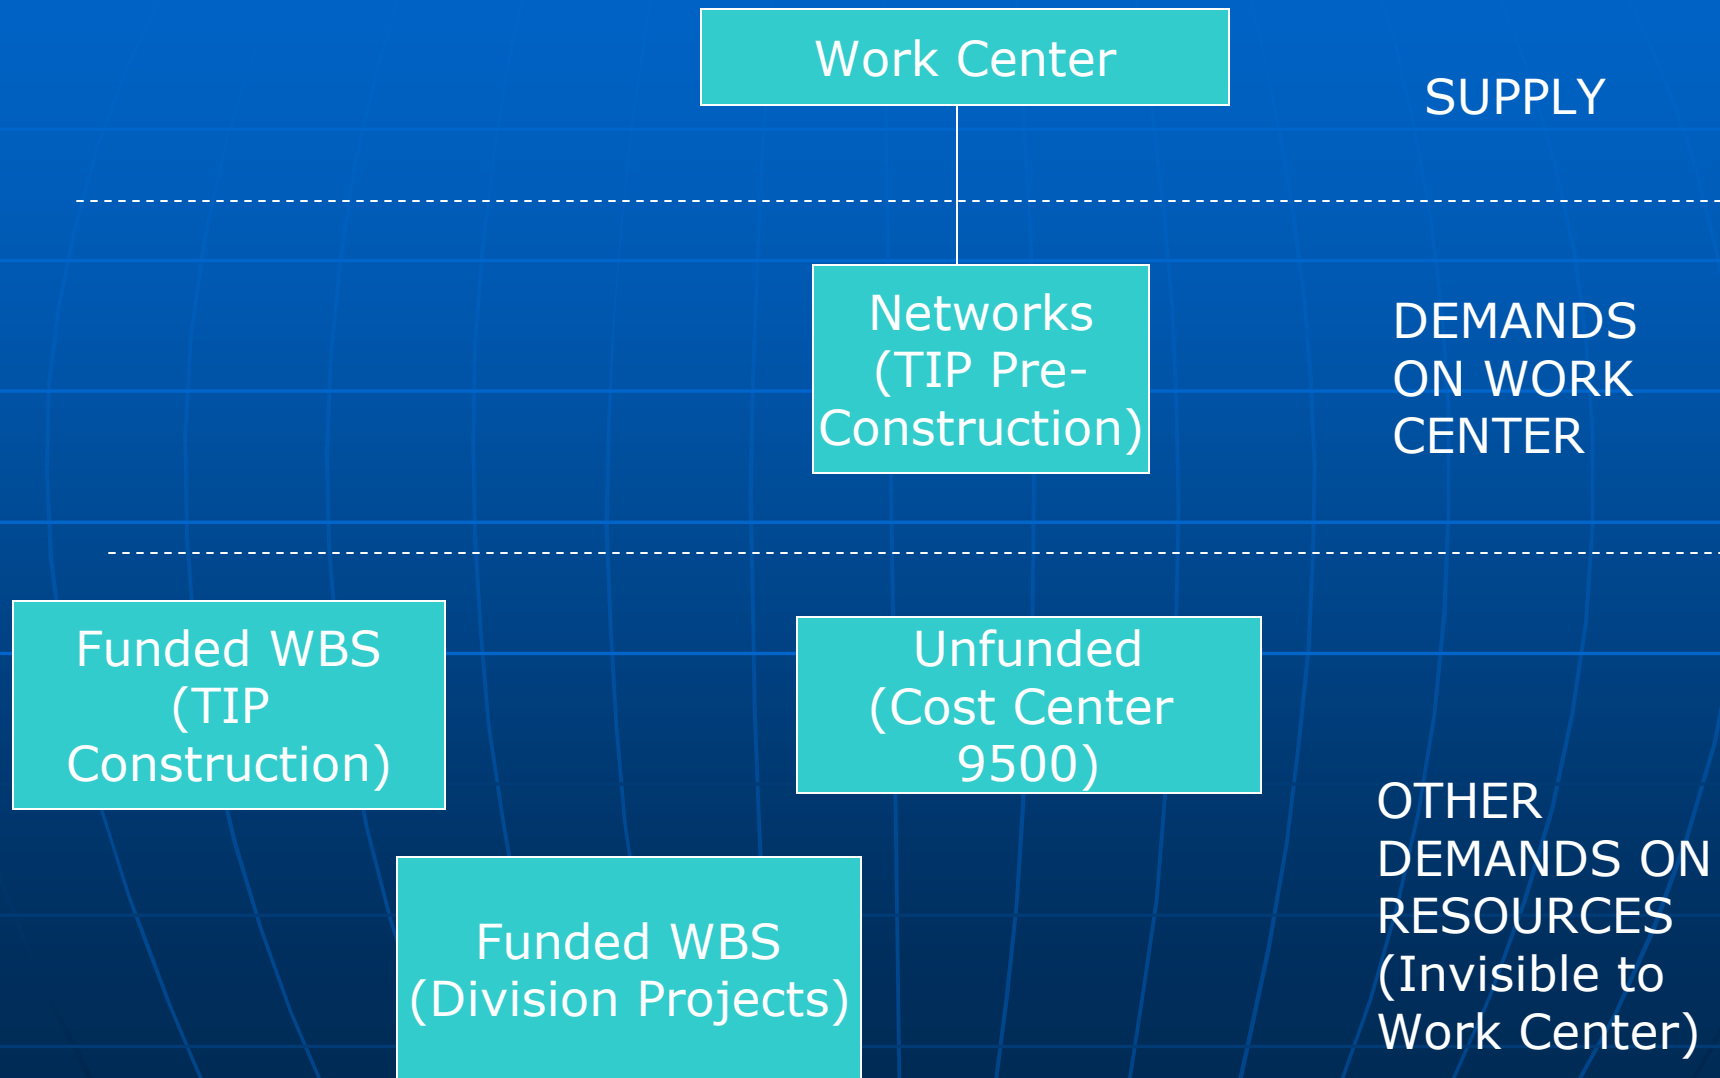 Work Center
SUPPLY
Networks
(TIP Pre-
Construction)
DEMANDS
ON WORK
CENTER
Funded WBS
(TIP
Construction)
Unfunded
(Cost Center
9500)
Funded WBS
(Division Projects)
OTHER
DEMANDS ON
RESOURCES
(Invisible to
Work Center)